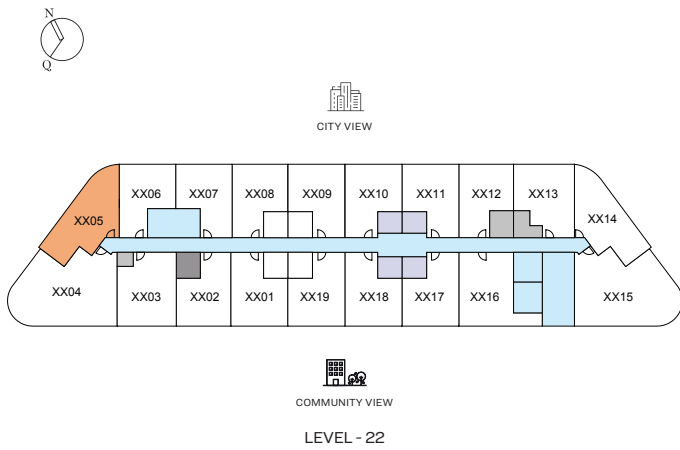 N
Q
CITY VIEW
XX06 XX07 XX08 XX09 XX10 XX11 XX12 XX13
XX05 XX14
XX04 XX03 XX02 XX01 XX19 XX18 XX17 XX16 XX15
COMMUNITY VIEW
LEVEL - 22